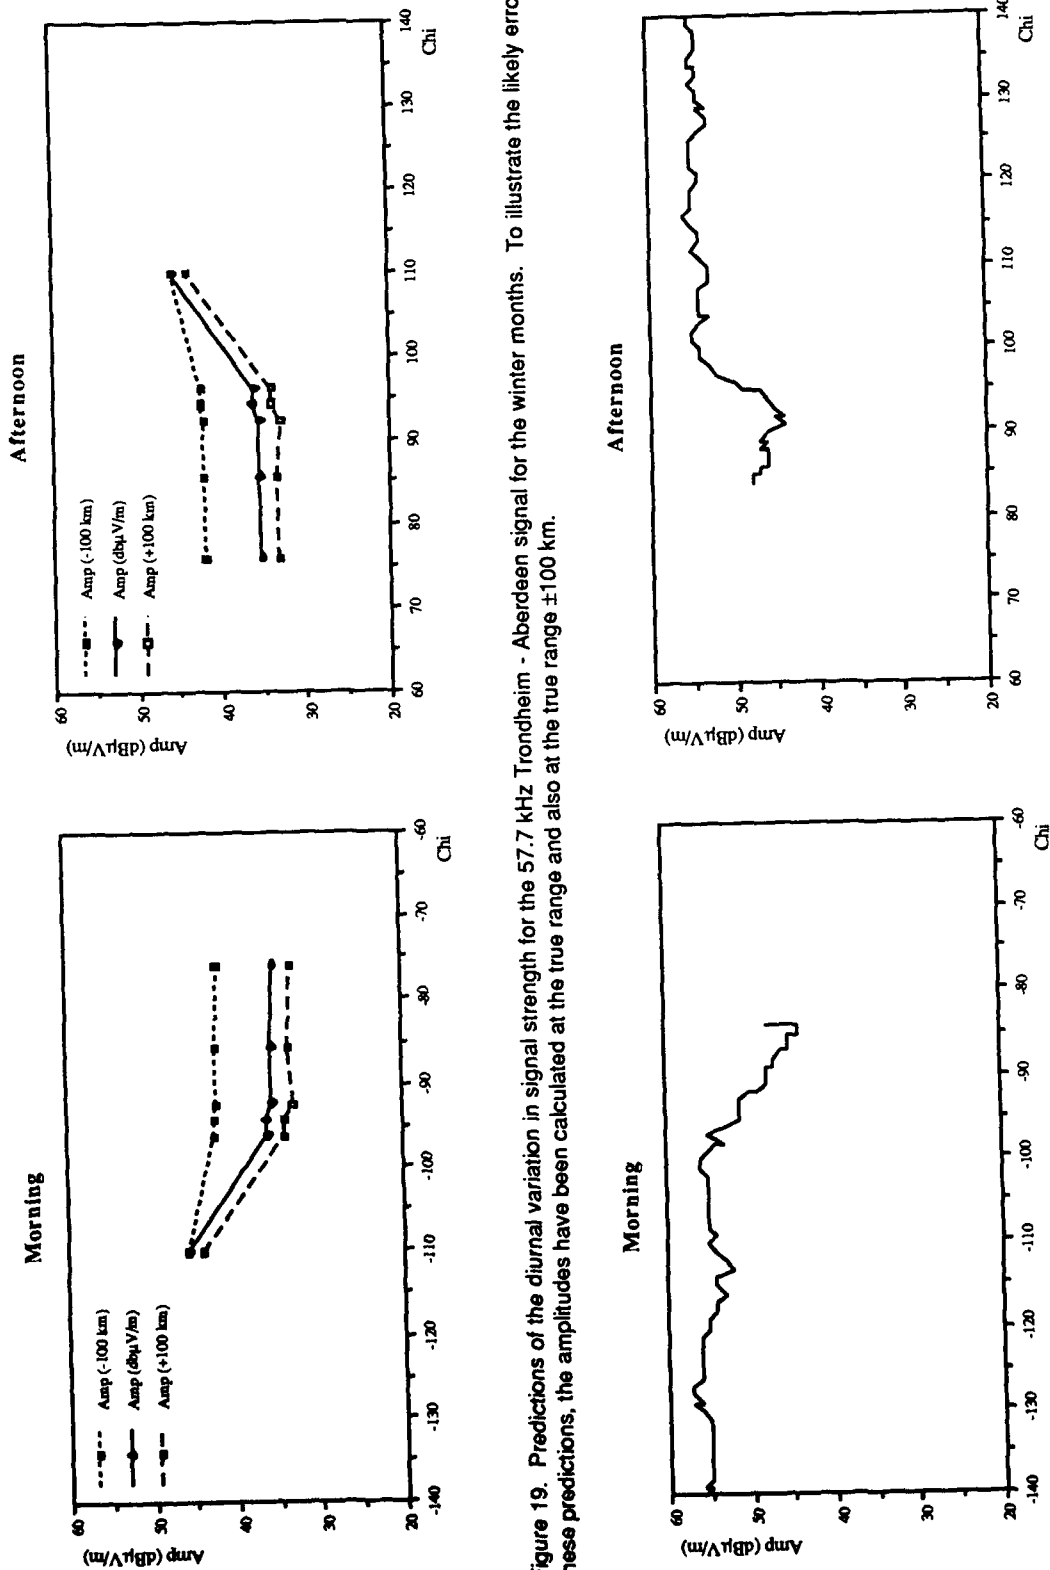 Morning
Amp (dBµV/m)
60
50
40
30
20
Amp (-100 km)
Amp (dbµV/m)
Amp (+100 km)
-140
-130
-120
-110
-100
-90
-80
-70
-60
Chi
Afternoon
Amp (dBµV/m)
60
50
40
30
20
Amp (-100 km)
Amp (dbµV/m)
Amp (+100 km)
60
70
80
90
100
110
120
130
140
Chi
igure 19. Predictions of the diurnal variation in signal strength for the 57.7 kHz Trondheim - Aberdeen signal for the winter months. To illustrate the likely erro
hese predictions, the amplitudes have been calculated at the true range and also at the true range ±100 km.
Morning
Amp (dBµV/m)
60
50
40
30
20
-140
-130
-120
-110
-100
-90
-80
-70
-60
Chi
Afternoon
Amp (dBµV/m)
60
50
40
30
20
60
70
80
90
100
110
120
130
140
Chi